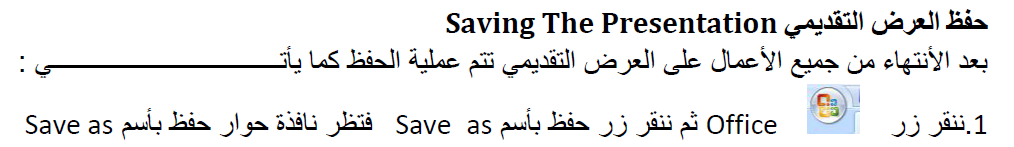 حفظ العرض التقديمي Saving The Presentation
بعد الأنتهاء من جميع الأعمال على العرض التقديمي تتم عملية الحفظ كما يأتـــــــــــــــــــــــــــــــي :
1.ننقر زر Office ثم ننقر زر حفظ بأسم Save as فتظر نافذة حوار حفظ بأسم Save as